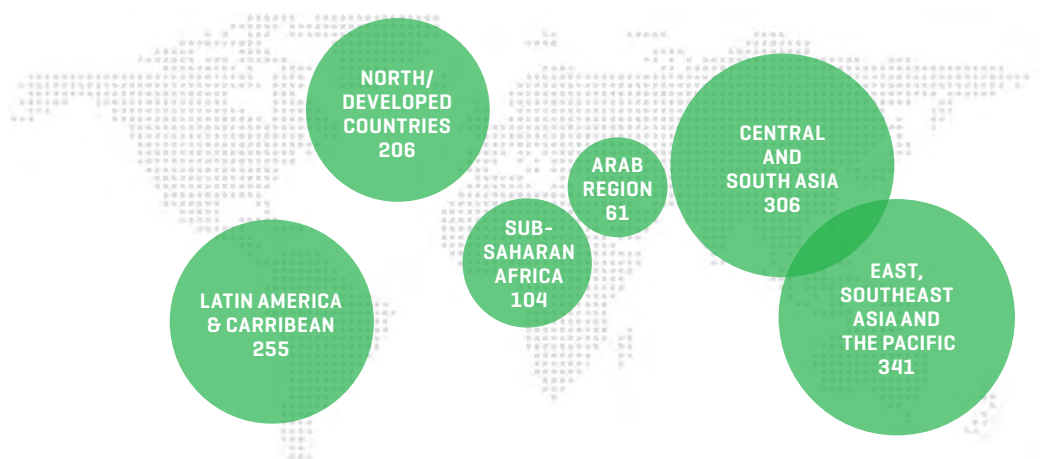 NORTH/
DEVELOPED
COUNTRIES
206
CENTRAL
AND
SOUTH ASIA
306
ARAB
REGION
61
SUB-
SAHARAN
AFRICA
104
LATIN AMERICA
& CARRIBEAN
255
EAST,
SOUTHEAST
ASIA AND
THE PACIFIC
341